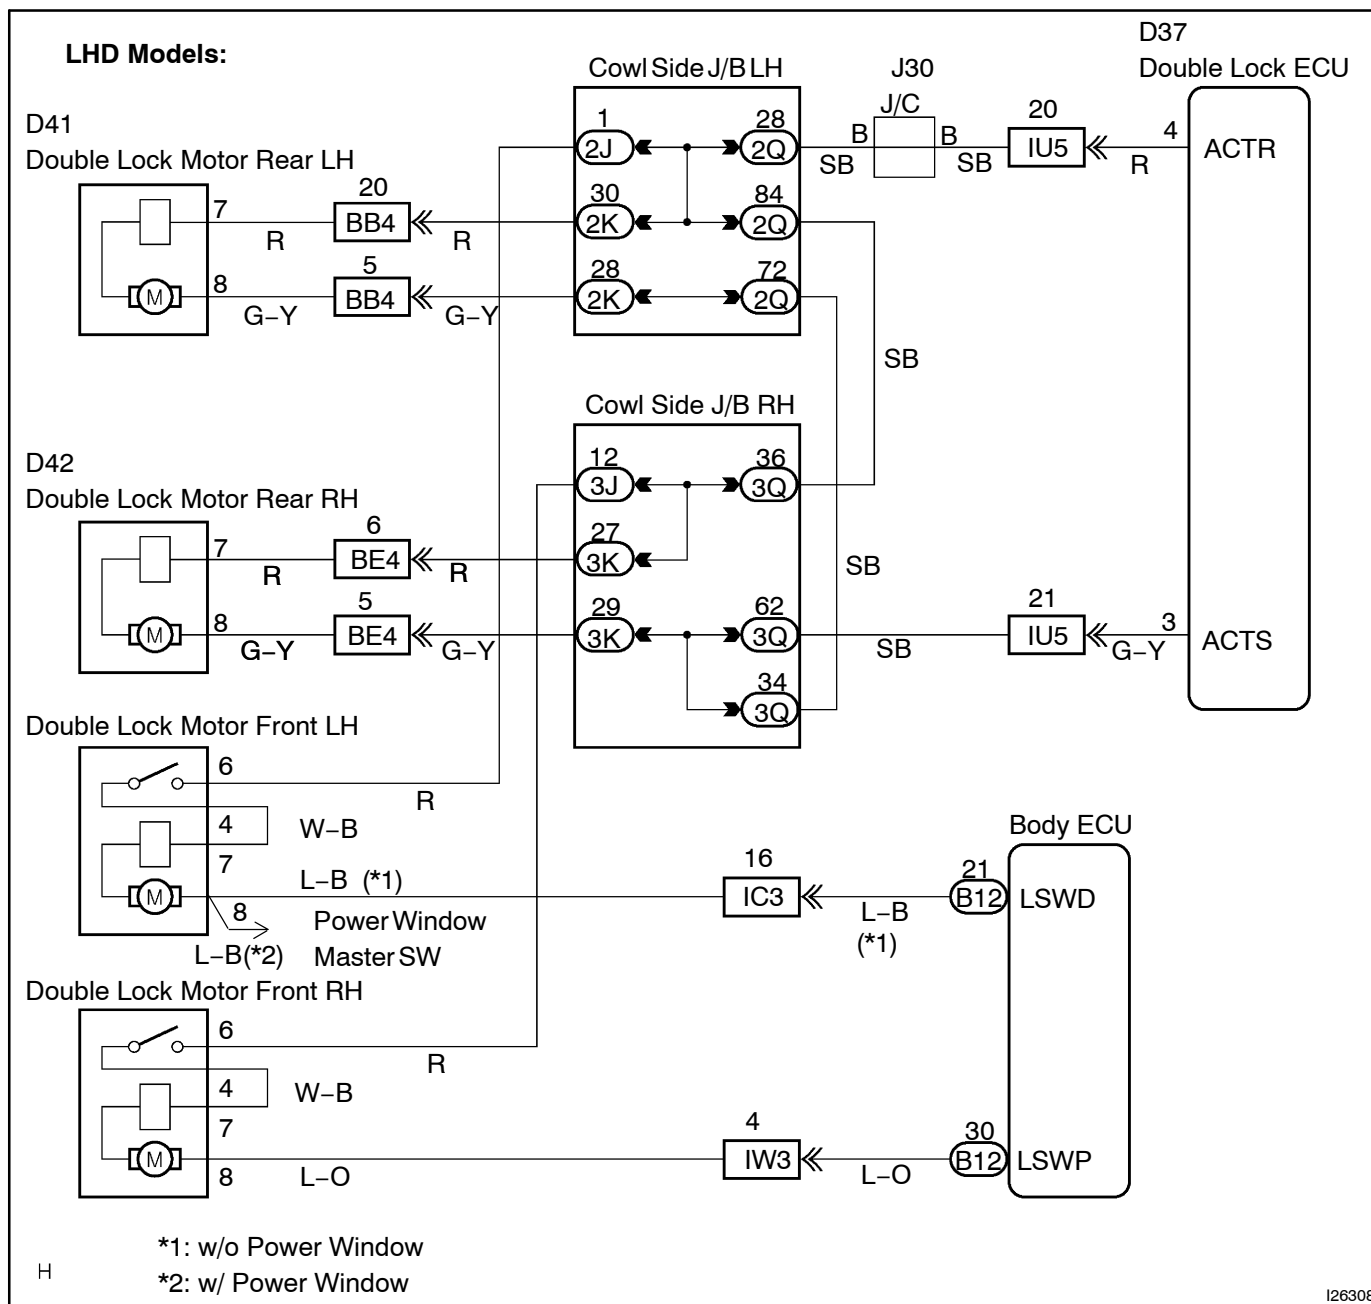 LHD Models:
D37
Double Lock ECU
Cowl Side J/B LH
J30
J/C
D41
Double Lock Motor Rear LH
1
2J
28
2Q
B
B
SB
SB
20
IU5
4
R
ACTR
7
R
20
BB4
R
30
2K
84
2Q
8
G–Y
5
BB4
G–Y
28
2K
72
2Q
SB
Cowl Side J/B RH
D42
Double Lock Motor Rear RH
12
3J
36
3Q
7
R
6
BE4
R
27
3K
SB
M
8
G–Y
5
BE4
G–Y
29
3K
62
3Q
SB
21
IU5
3
G–Y
ACTS
34
3Q
M
Double Lock Motor Front LH
6
R
4
W–B
7
M
L–B (*1)
8
L–B(*2)
Power Window
Master SW
16
IC3
L–B
(*1)
Body ECU
21
B12
LSWD
Double Lock Motor Front RH
6
R
4
W–B
7
M
8
L–O
4
IW3
L–O
30
B12
LSWP
*1: w/o Power Window
*2: w/ Power Window
H
I26308